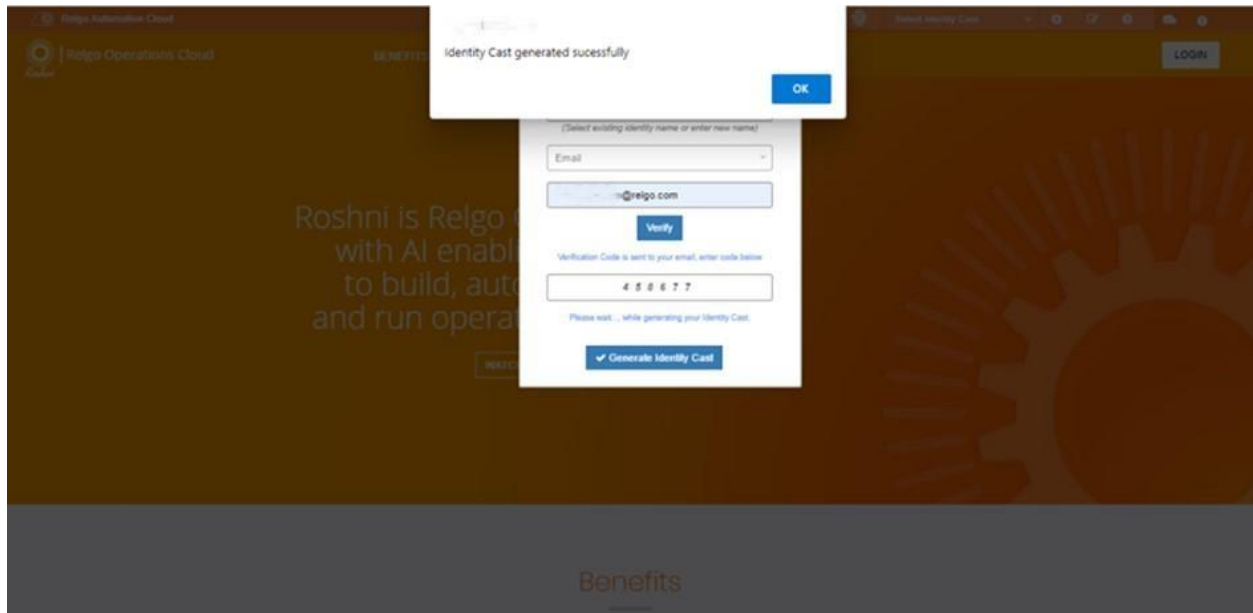 Relgo Automation Cloud
Select Identity Cast
Relgo Operations Cloud
BENEFITS
LOGIN
Identity Cast generated sucessfully
OK
(Select existing identity name or enter new name)
Email
@relgo.com
Verify
Verification Code is sent to your email, enter code below
4 5 8 6 7 7
Please wait..., while generating your Identity Cast.
Generate Identity Cast
Roshni is Relgo
with AI enabl
to build, auto
and run operat
Benefits